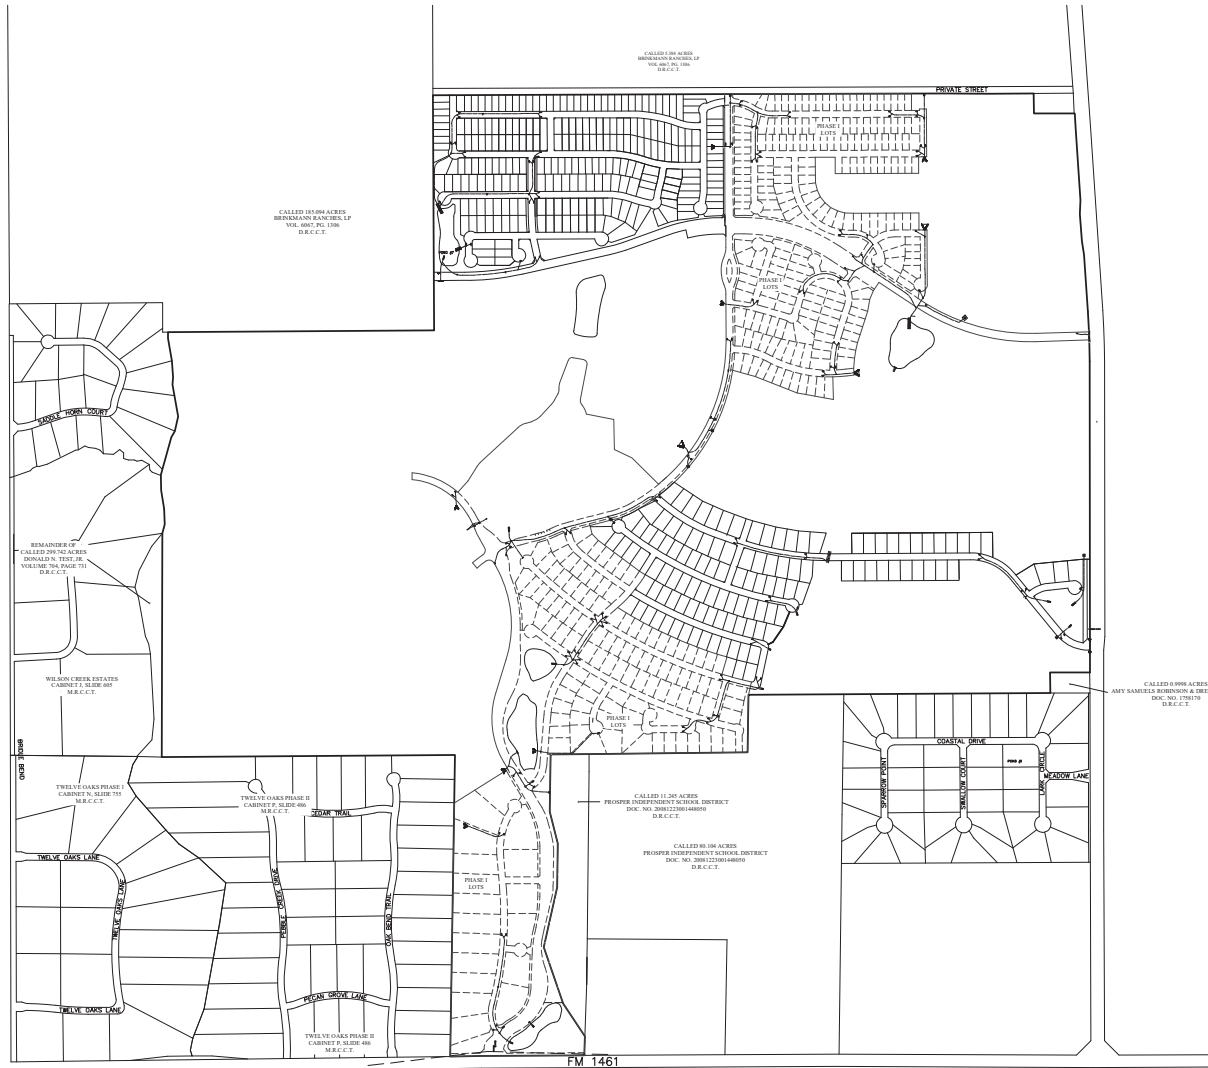 CALLED 5.384 ACRES
BRINKMANN RANCHES, LP
VOL. 6067, PG. 1306
D.R.C.C.T.
PRIVATE STREET
PHASE I
LOTS
CALLED 185.094 ACRES
BRINKMANN RANCHES, LP
VOL. 6067, PG. 1306
D.R.C.C.T.
PHASE I
LOTS
SADDLE HORN COURT
REMAINDER OF
CALLED 299.742 ACRES
DONALD N. TEST, JR.
VOLUME 704, PAGE 731
D.R.C.C.T.
WILSON CREEK ESTATES
CABINET J, SLIDE 605
M.R.C.C.T.
CALLED 0.9998 ACRES
AMY SAMUELS ROBINSON & DRE
DOC. NO. 1758170
D.R.C.C.T.
PHASE I
LOTS
BRIDLE BEND
COASTAL DRIVE
SPARROW POINT
SWALLOW COURT
LARK CIRCLE
MEADOW LANE
TWELVE OAKS PHASE I
CABINET N, SLIDE 755
M.R.C.C.T.
TWELVE OAKS PHASE II
CABINET P, SLIDE 486
M.R.C.C.T.
CEDAR TRAIL
CALLED 11.245 ACRES
PROSPER INDEPENDENT SCHOOL DISTRICT
DOC. NO. 20081223001448050
D.R.C.C.T.
CALLED 80.104 ACRES
PROSPER INDEPENDENT SCHOOL DISTRICT
DOC. NO. 20081223001448050
D.R.C.C.T.
TWELVE OAKS LANE
TWELVE OAKS LANE
PEBBLE CREEK DRIVE
OAK BEND TRAIL
PHASE I
LOTS
PECAN GROVE LANE
TWELVE OAKS LANE
TWELVE OAKS PHASE II
CABINET P, SLIDE 486
M.R.C.C.T.
FM 1461